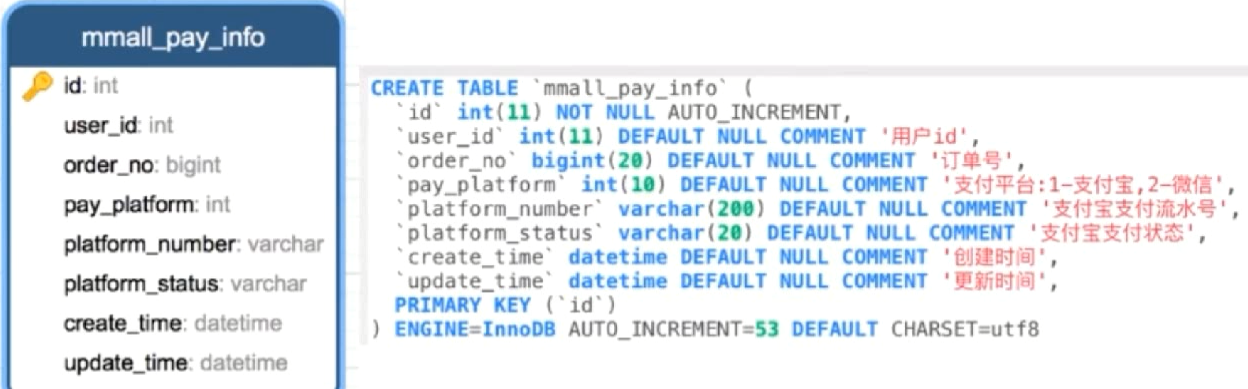 mmall_pay_info
id: int
user_id: int
order_no: bigint
pay_platform: int
platform_number: varchar
platform_status: varchar
create_time: datetime
update_time: datetime
CREATE TABLE `mmall_pay_info` (
`id` int(11) NOT NULL AUTO_INCREMENT,
`user_id` int(11) DEFAULT NULL COMMENT '用户id',
`order_no` bigint(20) DEFAULT NULL COMMENT '订单号',
`pay_platform` int(10) DEFAULT NULL COMMENT '支付平台:1-支付宝,2-微信',
`platform_number` varchar(200) DEFAULT NULL COMMENT '支付宝支付流水号',
`platform_status` varchar(20) DEFAULT NULL COMMENT '支付宝支付状态',
`create_time` datetime DEFAULT NULL COMMENT '创建时间',
`update_time` datetime DEFAULT NULL COMMENT '更新时间',
PRIMARY KEY (`id`)
) ENGINE=InnoDB AUTO_INCREMENT=53 DEFAULT CHARSET=utf8